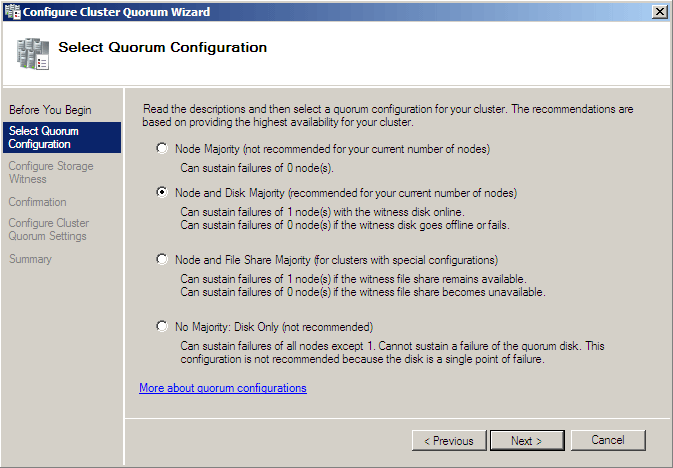 Configure Cluster Quorum Wizard
Select Quorum Configuration
Before You Begin
Select Quorum
Configuration
Configure Storage
Witness
Confirmation
Configure Cluster
Quorum Settings
Summary
Read the descriptions and then select a quorum configuration for your cluster. The recommendations are
based on providing the highest availability for your cluster.
Node Majority (not recommended for your current number of nodes)
Can sustain failures of 0 node(s).
Node and Disk Majority (recommended for your current number of nodes)
Can sustain failures of 1 node(s) with the witness disk online.
Can sustain failures of 0 node(s) if the witness disk goes offline or fails.
Node and File Share Majority (for clusters with special configurations)
Can sustain failures of 1 node(s) if the witness file share remains available.
Can sustain failures of 0 node(s) if the witness file share becomes unavailable.
No Majority: Disk Only (not recommended)
Can sustain failures of all nodes except 1. Cannot sustain a failure of the quorum disk. This
configuration is not recommended because the disk is a single point of failure.
More about quorum configurations
< Previous
Next >
Cancel